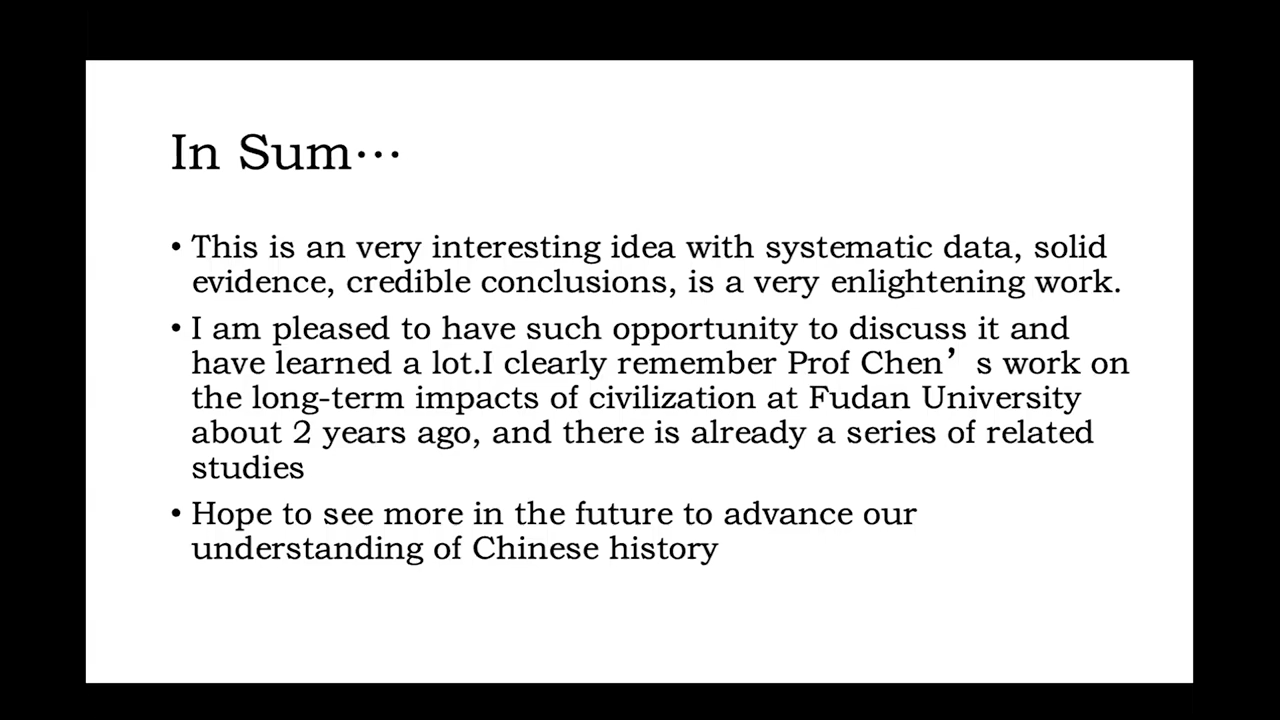 In Sum⋯
• This is an very interesting idea with systematic data, solid
evidence, credible conclusions, is a very enlightening work.
• I am pleased to have such opportunity to discuss it and
have learned a lot.I clearly remember Prof Chen’s work on
the long-term impacts of civilization at Fudan University
about 2 years ago, and there is already a series of related
studies
• Hope to see more in the future to advance our
understanding of Chinese history